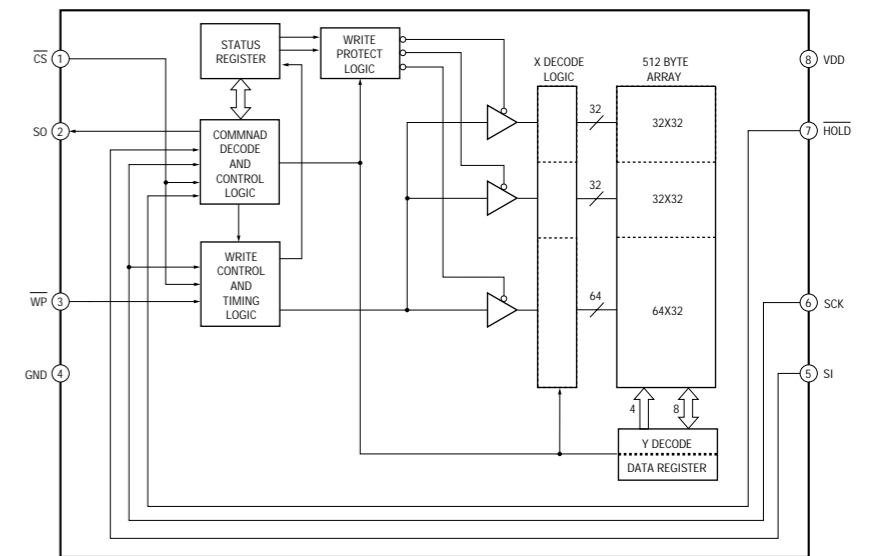 CS
1
SO
2
WP
3
GND
4
8
VDD
7
HOLD
6
SCK
5
SI
STATUS
REGISTER
WRITE
PROTECT
LOGIC
COMMNAD
DECODE
AND
CONTROL
LOGIC
WRITE
CONTROL
AND
TIMING
LOGIC
X DECODE
LOGIC
512 BYTE
ARRAY
32
32X32
32
32X32
64
64X32
4
8
Y DECODE
DATA REGISTER